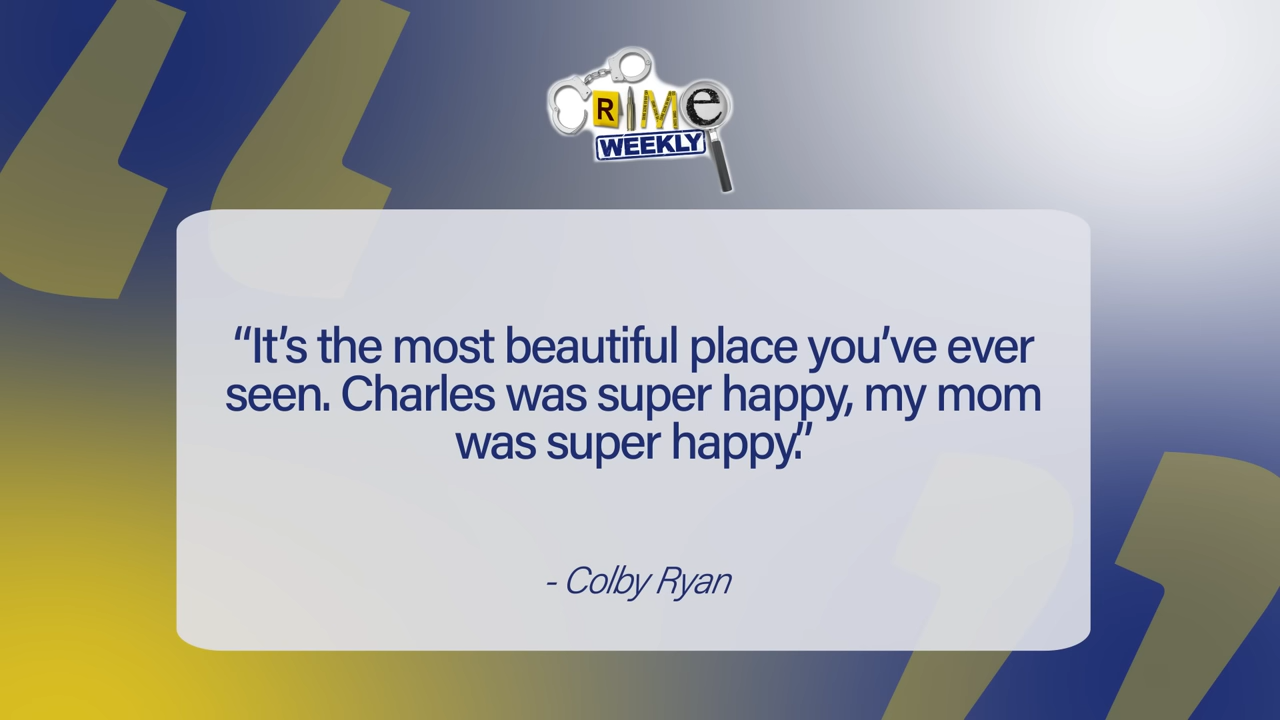 CRIMe
WEEKLY
“It’s the most beautiful place you’ve ever
seen. Charles was super happy, my mom
was super happy.”
- Colby Ryan